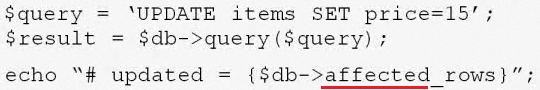 $query = ‘UPDATE items SET price=15’;
$result = $db->query($query);
echo “# updated = {$db->affected_rows}”;